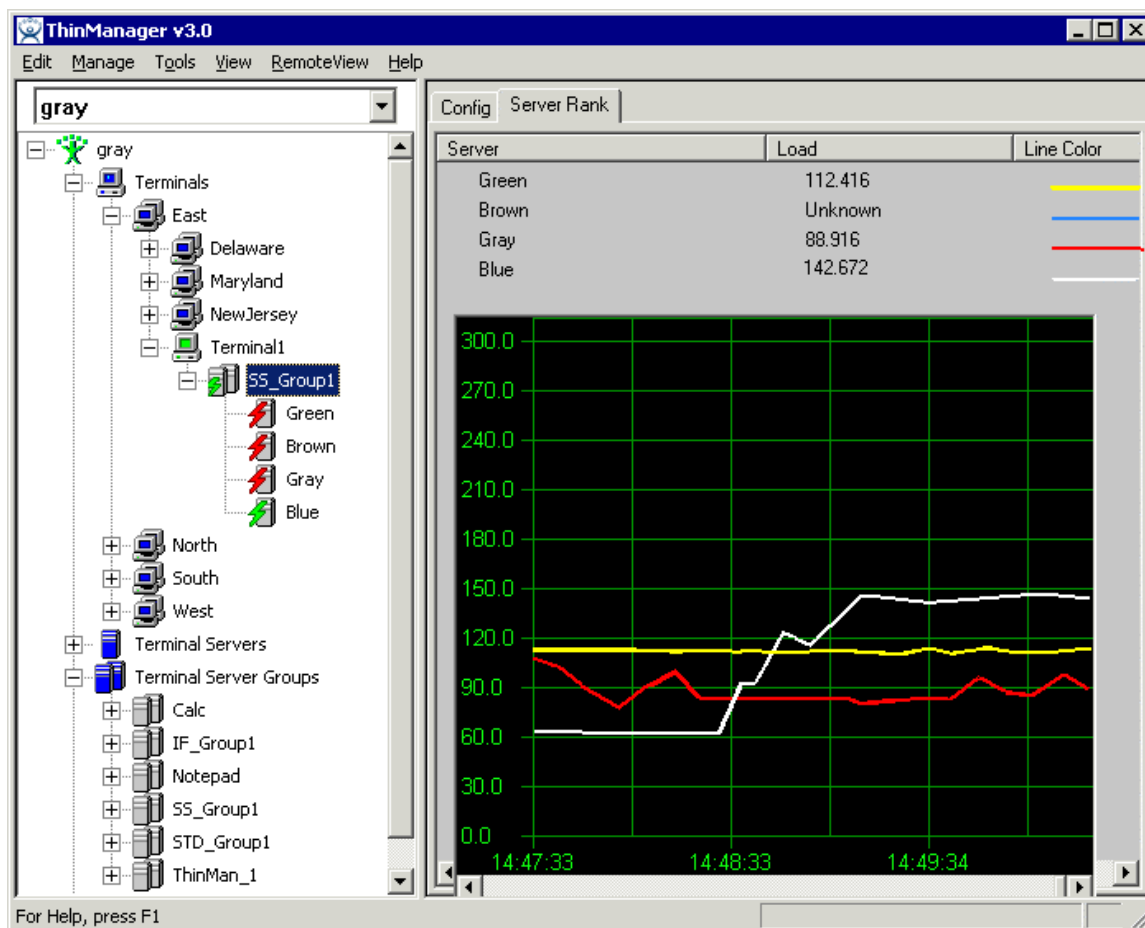 ThinManager v3.0
Edit Manage Tools View RemoteView Help
gray
gray
Terminals
East
Delaware
Maryland
NewJersey
Terminal1
SS_Group1
Green
Brown
Gray
Blue
North
South
West
Terminal Servers
Terminal Server Groups
Calc
IF_Group1
Notepad
SS_Group1
STD_Group1
ThinMan_1
Config Server Rank
Server Load Line Color
Green 112.416
Brown Unknown
Gray 88.916
Blue 142.672
300.0
270.0
240.0
210.0
180.0
150.0
120.0
90.0
60.0
30.0
0.0
14:47:33 14:48:33 14:49:34
For Help, press F1